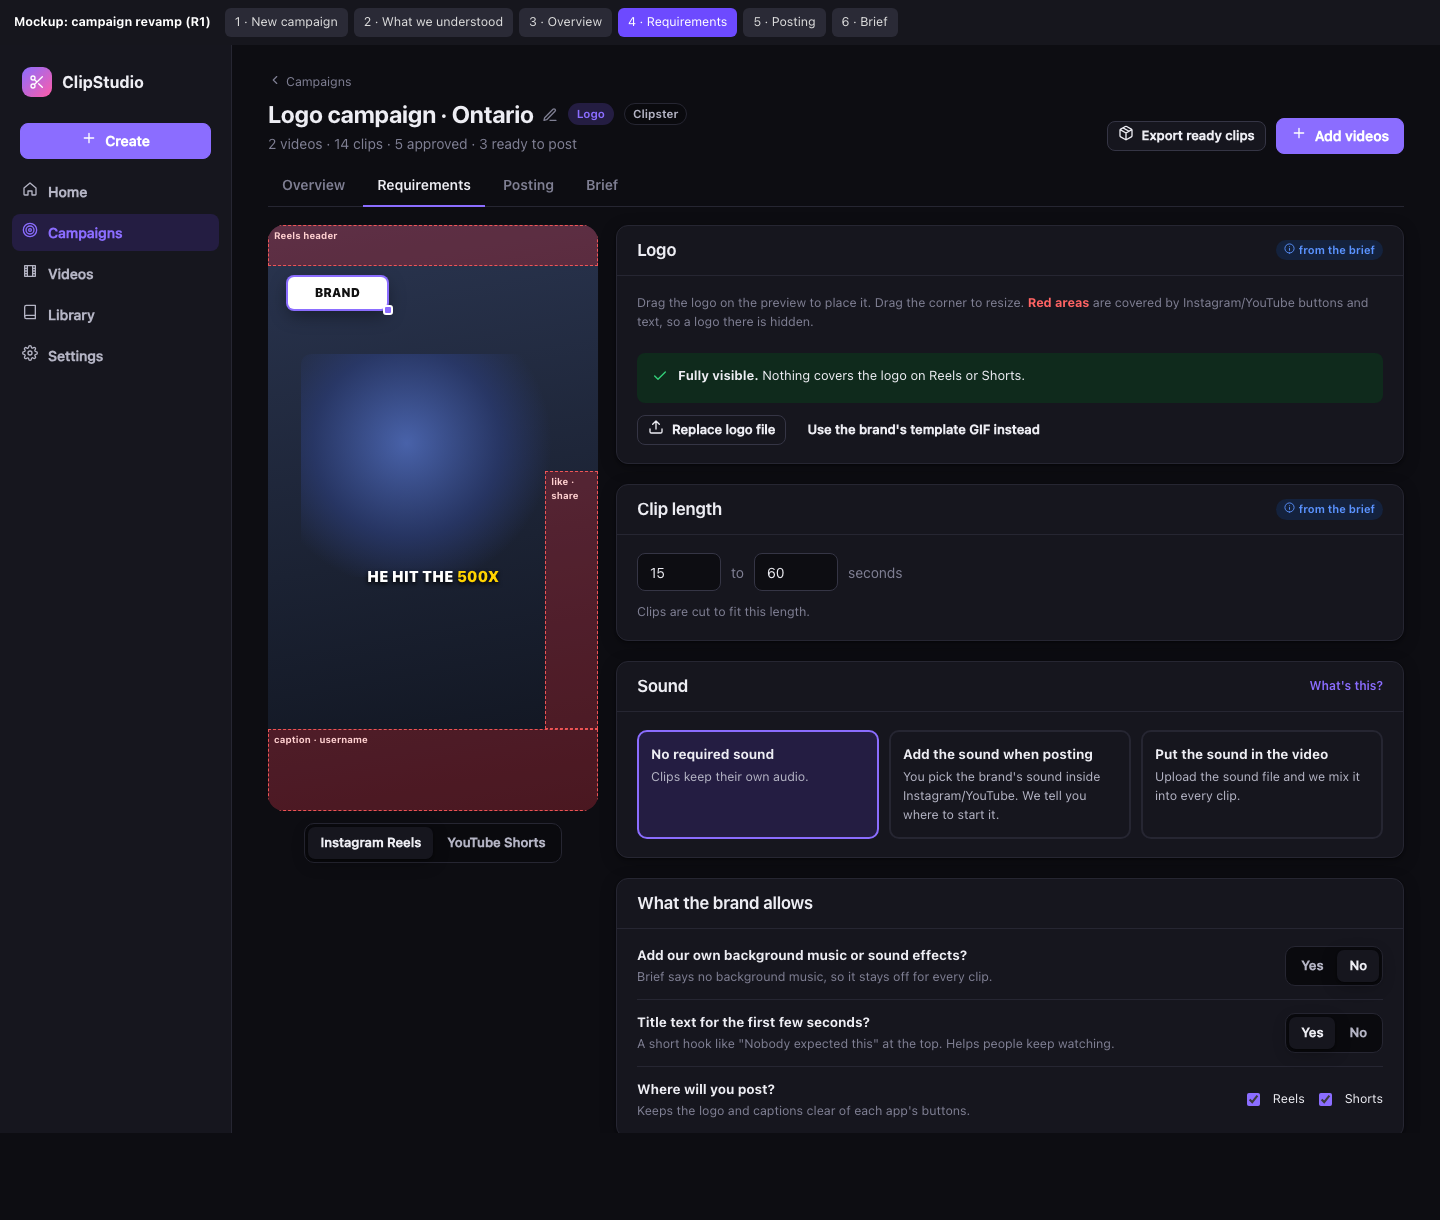 Mockup: campaign revamp (R1)
1 · New campaign
2 · What we understood
3 · Overview
4 · Requirements
5 · Posting
6 · Brief
ClipStudio
+ Create
Home
Campaigns
Videos
Library
Settings
Campaigns
Logo campaign · Ontario
Logo
Clipster
2 videos · 14 clips · 5 approved · 3 ready to post
Export ready clips
+ Add videos
Overview
Requirements
Posting
Brief
Reels header
BRAND
like ·
share
HE HIT THE 500X
caption · username
Instagram Reels
YouTube Shorts
Logo
from the brief
Drag the logo on the preview to place it. Drag the corner to resize. Red areas are covered by Instagram/YouTube buttons and
text, so a logo there is hidden.
Fully visible. Nothing covers the logo on Reels or Shorts.
Replace logo file
Use the brand's template GIF instead
Clip length
from the brief
15
to
60
seconds
Clips are cut to fit this length.
Sound
What's this?
No required sound
Clips keep their own audio.
Add the sound when posting
You pick the brand's sound inside
Instagram/YouTube. We tell you
where to start it.
Put the sound in the video
Upload the sound file and we mix it
into every clip.
What the brand allows
Add our own background music or sound effects?
Brief says no background music, so it stays off for every clip.
Yes
No
Title text for the first few seconds?
A short hook like "Nobody expected this" at the top. Helps people keep watching.
Yes
No
Where will you post?
Keeps the logo and captions clear of each app's buttons.
Reels
Shorts